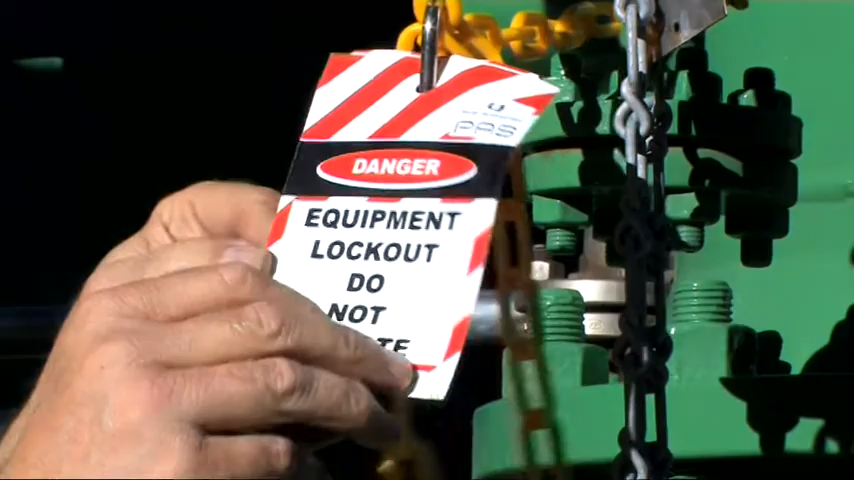 PAS
DANGER
EQUIPMENT
LOCKOUT
DO
NOT